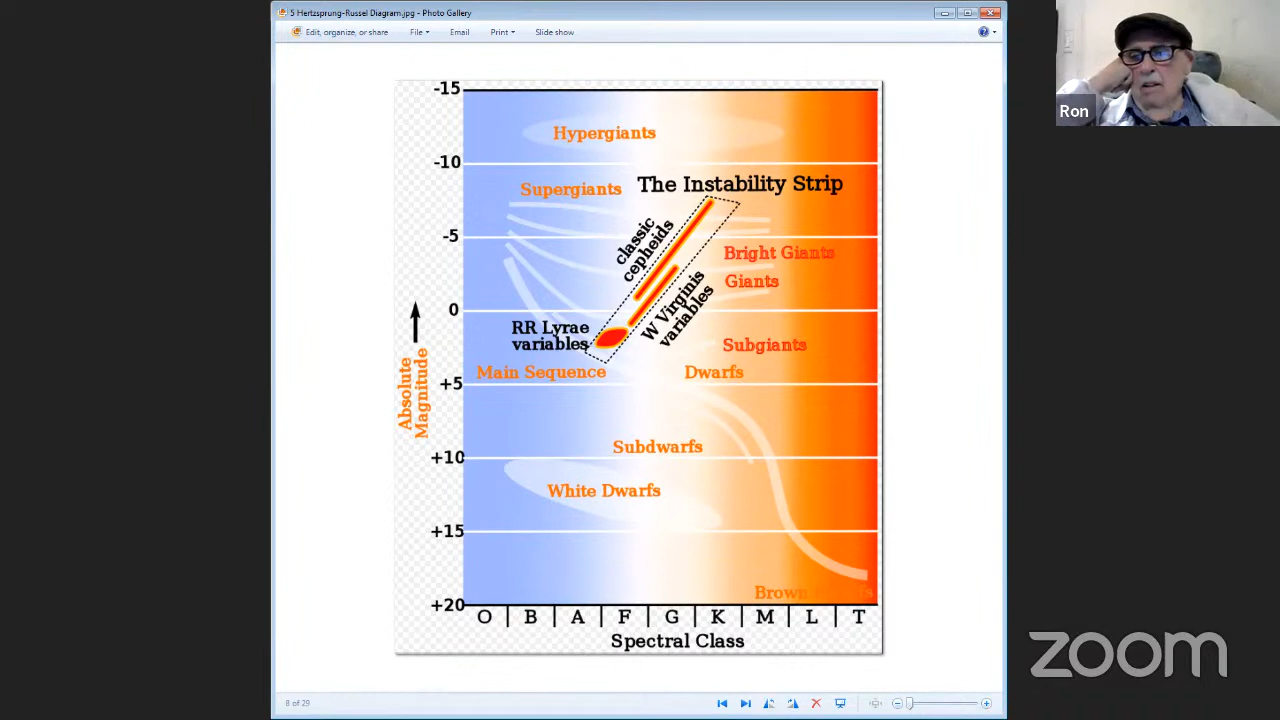 5 Hertzsprung-Russel Diagram.jpg - Photo Gallery
Edit, organize, or share File Email Print Slide show
Ron
-15
Hypergiants
-10
Supergiants The Instability Strip
classic
cepheids
-5
Bright Giants
Giants
W Virginis
variables
0
RR Lyrae
variables
Subgiants
Main Sequence Dwarfs
Absolute
Magnitude
+5
Subdwarfs
+10
White Dwarfs
+15
Brown
+20
O B A F G K M L T
Spectral Class
zoom
8 of 29